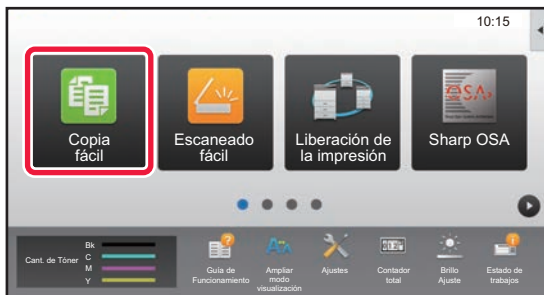 10:15
Copia
fácil
Escaneado
fácil
Liberación de
la impresión
OSA
Sharp OSA
Cant. de Tóner
Bk
C
M
Y
Guía de
Funcionamiento
Ampliar
modo
visualización
Ajustes
Contador
total
Brillo
Ajuste
Estado de
trabajos